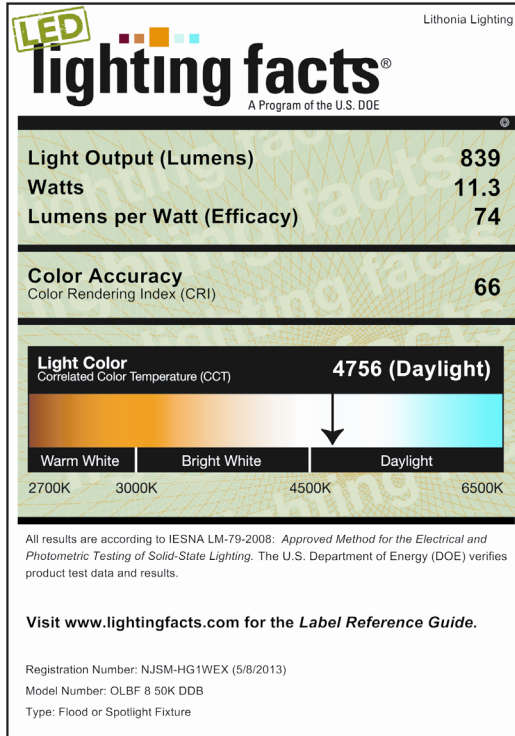 Lithonia Lighting
LED
lighting facts®
A Program of the U.S. DOE
Light Output (Lumens) 839
Watts 11.3
Lumens per Watt (Efficacy) 74
Color Accuracy
Color Rendering Index (CRI) 66
Light Color
Correlated Color Temperature (CCT) 4756 (Daylight)
Warm White Bright White Daylight
2700K 3000K 4500K 6500K
All results are according to IESNA LM-79-2008: Approved Method for the Electrical and
Photometric Testing of Solid-State Lighting. The U.S. Department of Energy (DOE) verifies
product test data and results.
Visit www.lightingfacts.com for the Label Reference Guide.
Registration Number: NJSM-HG1WEX (5/8/2013)
Model Number: OLBF 8 50K DDB
Type: Flood or Spotlight Fixture